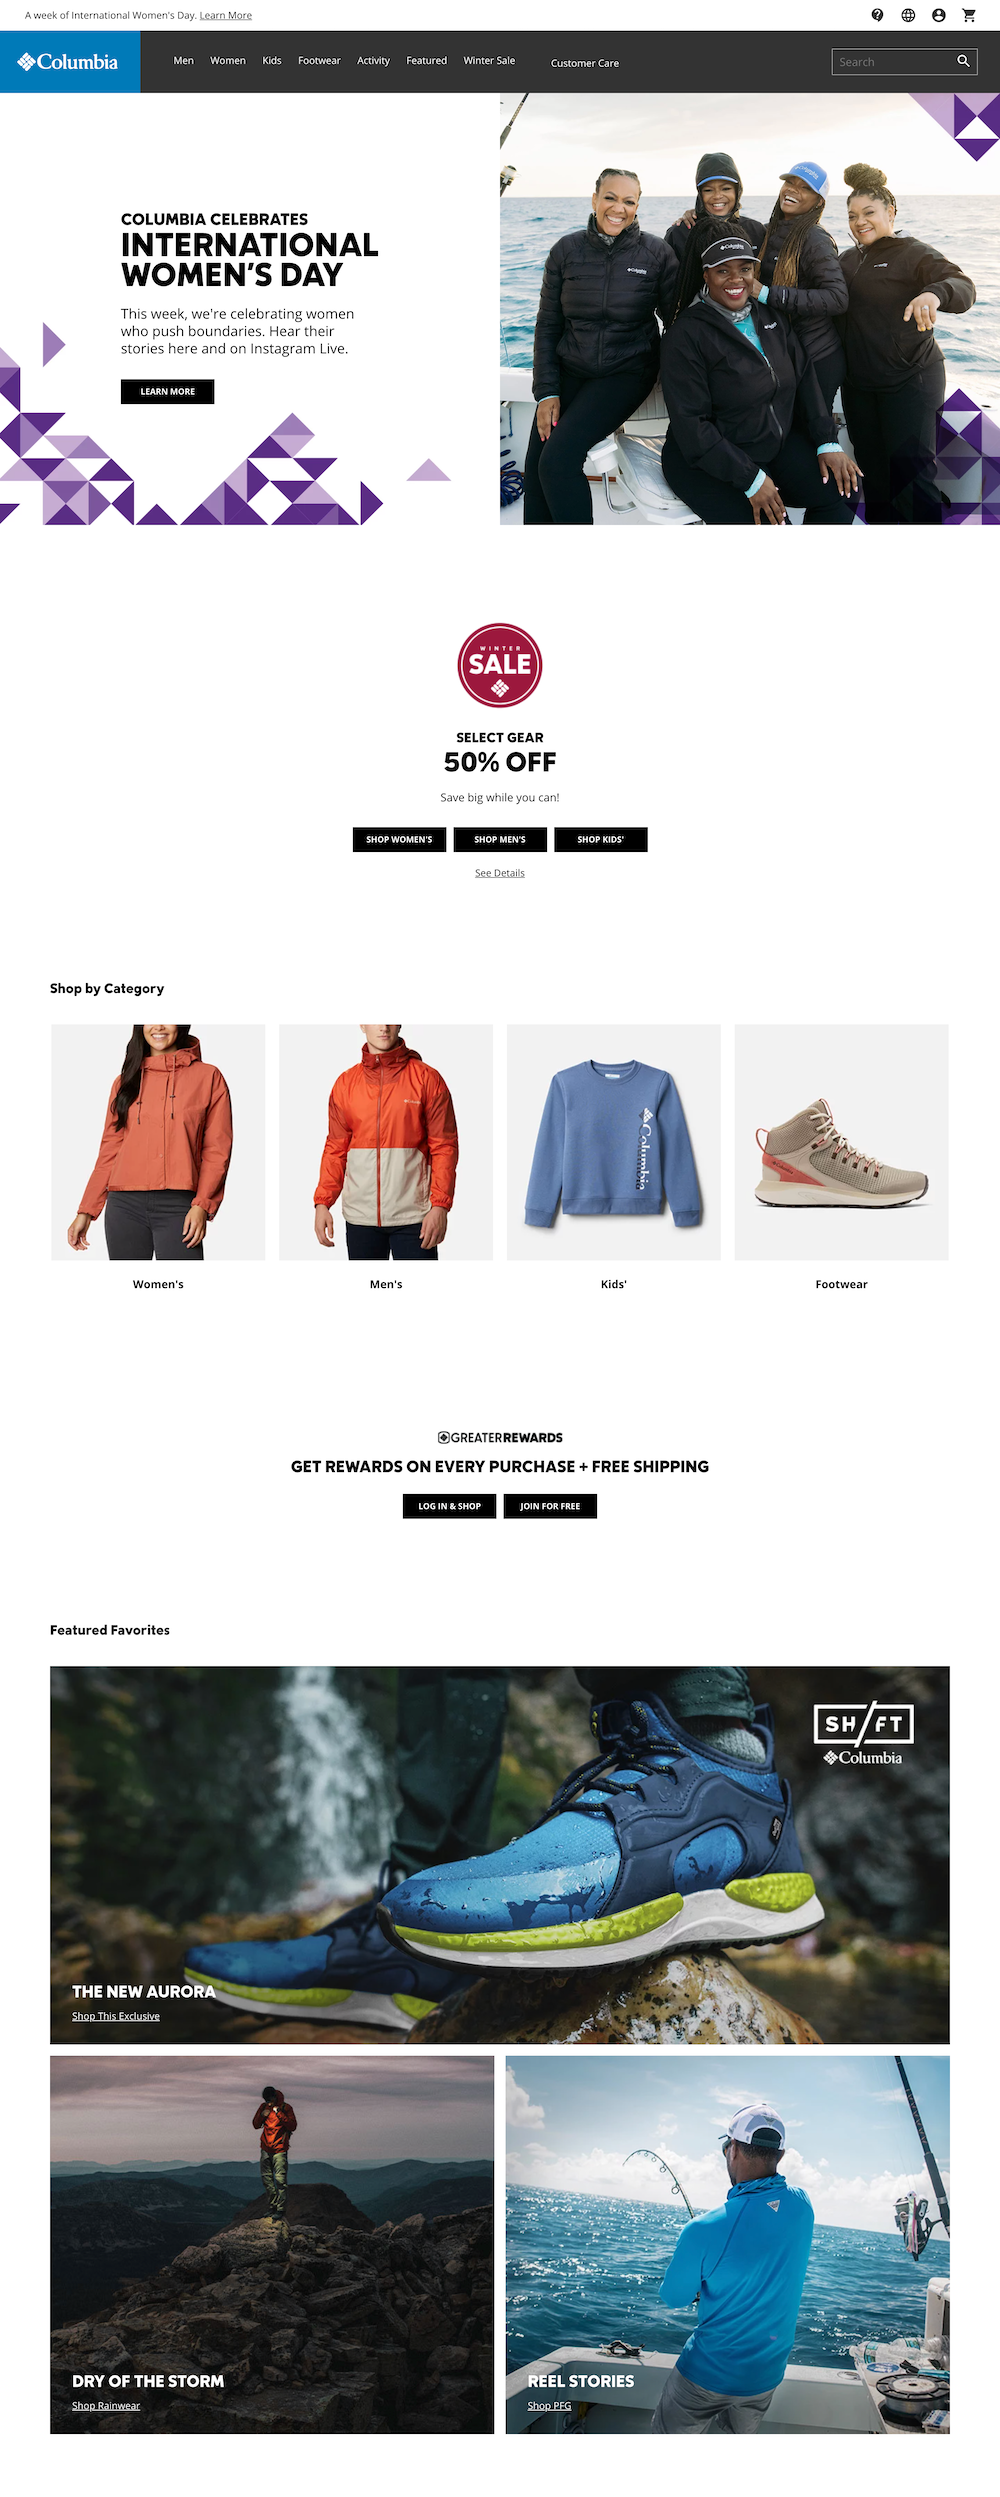 A week of International Women's Day. Learn More
Columbia
Men Women Kids Footwear Activity Featured Winter Sale Customer Care
Search
COLUMBIA CELEBRATES
INTERNATIONAL
WOMEN'S DAY
This week, we're celebrating women
who push boundaries. Hear their
stories here and on Instagram Live.
LEARN MORE
WINTER
SALE
SELECT GEAR
50% OFF
Save big while you can!
SHOP WOMEN'S SHOP MEN'S SHOP KIDS'
See Details
Shop by Category
Columbia
Women's Men's Kids' Footwear
GREATER REWARDS
GET REWARDS ON EVERY PURCHASE + FREE SHIPPING
LOG IN & SHOP JOIN FOR FREE
Featured Favorites
SH/FT
Columbia
THE NEW AURORA
Shop This Exclusive
DRY OF THE STORM
Shop Rainwear
REEL STORIES
Shop PFG